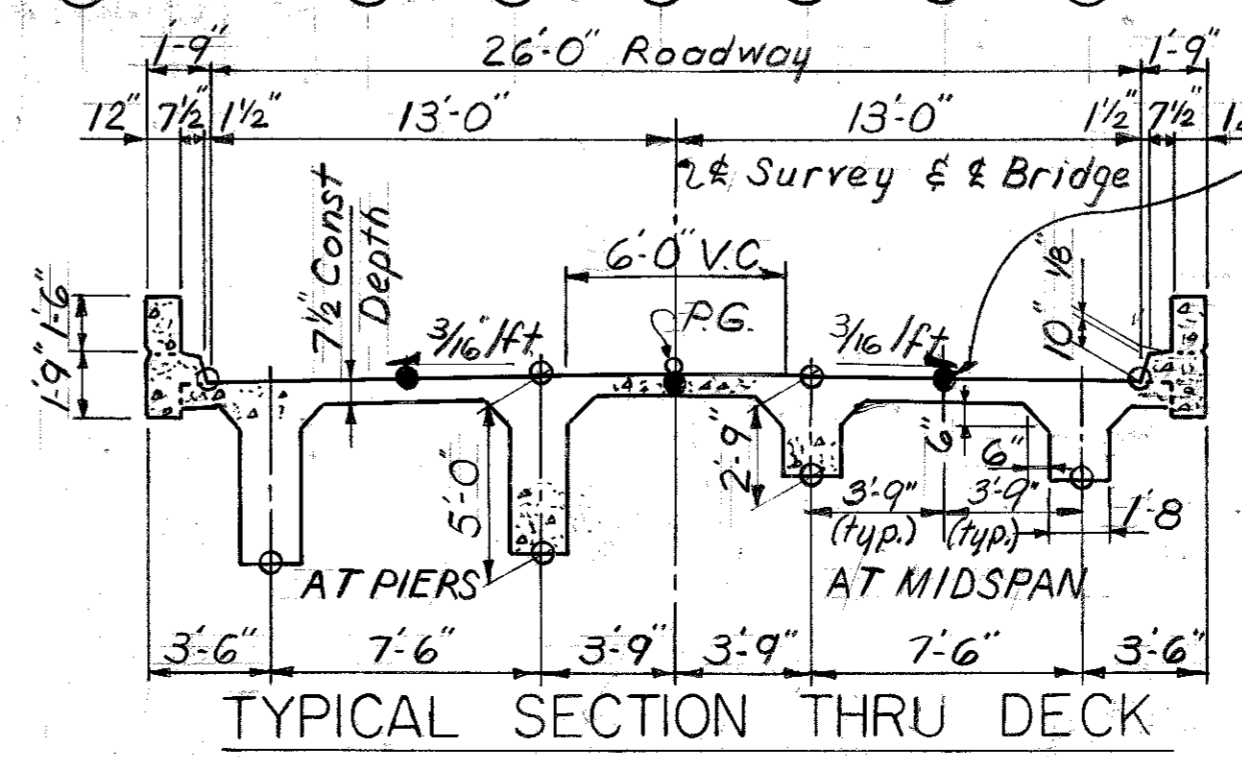 1'-9" 26'-0" Roadway 1'-9"
12" 7½" 1½" 13'-0" 13'-0" 1½" 7½"
℄ Survey & ℄ Bridge
7½" Const
Depth
6'-0" V.C.
P.G.
3/16"/ft.
3/16"/ft.
10"
1/8"
1'-6"
1'-9"
5'-0"
2'-9"
6"
6"
3'-9" 3'-9"
(typ.) (typ.)
1'-8
AT PIERS AT MIDSPAN
3'-6" 7'-6" 3'-9" 3'-9" 7'-6" 3'-6"
TYPICAL SECTION THRU DECK